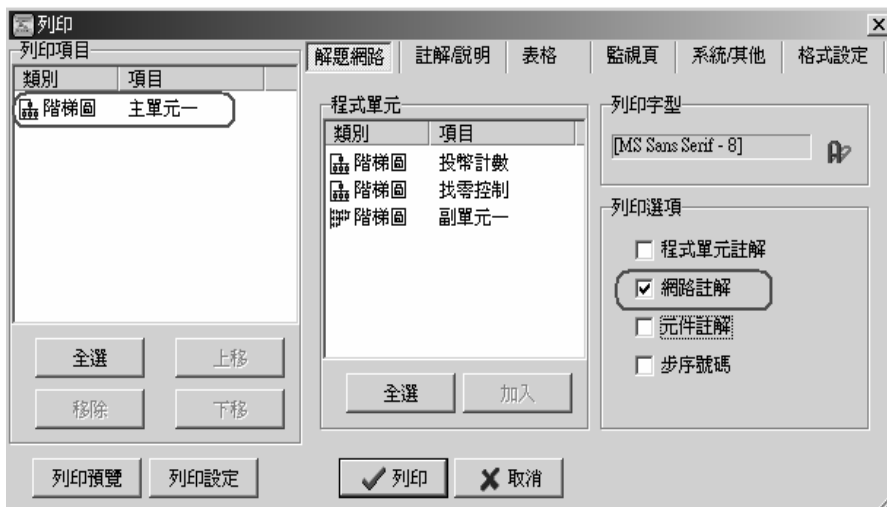 列印
列印項目
類別 項目
階梯圖 主單元一
全選 上移
移除 下移
列印預覽 列印設定
解題網路 註解/說明 表格 監視頁 系統/其他 格式設定
程式單元
類別 項目
階梯圖 投幣計數
階梯圖 找零控制
階梯圖 副單元一
全選 加入
列印字型
[MS Sans Serif - 8]
列印選項
程式單元註解
網路註解
元件註解
步序號碼
列印 取消